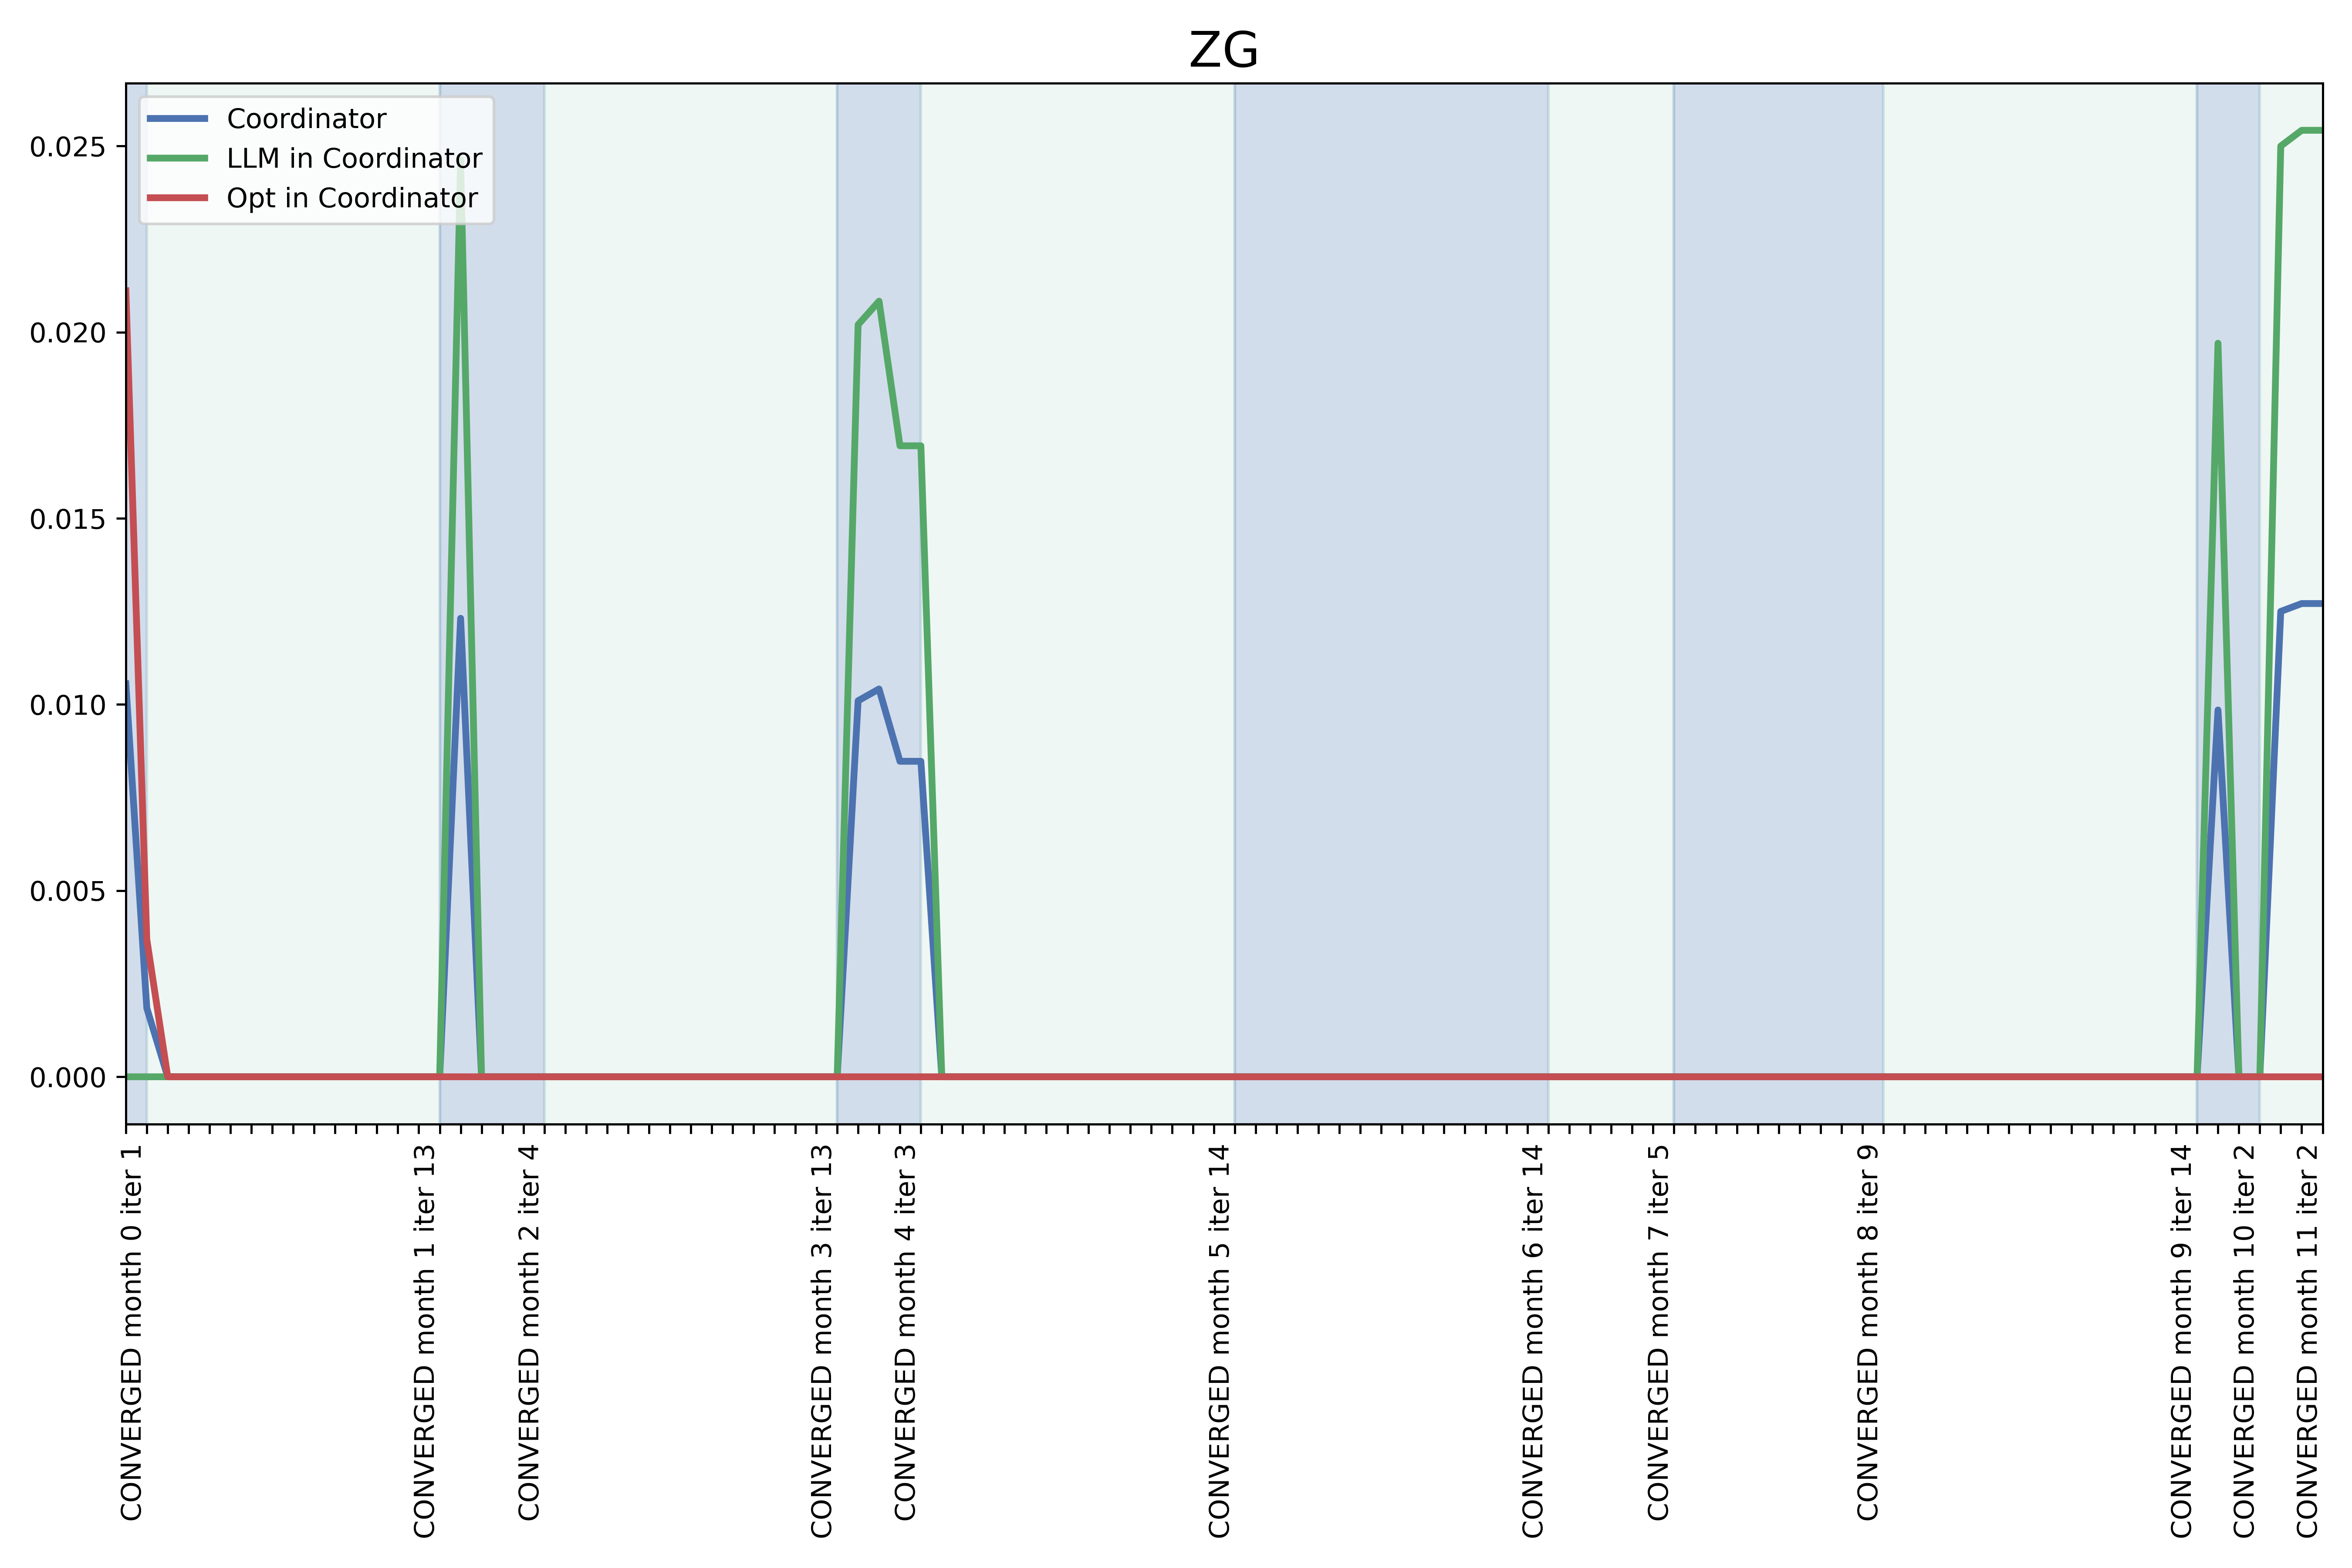 ZG
Coordinator
LLM in Coordinator
Opt in Coordinator
0.025
0.020
0.015
0.010
0.005
0.000
CONVERGED month 0 iter 1
CONVERGED month 1 iter 13
CONVERGED month 2 iter 4
CONVERGED month 3 iter 13
CONVERGED month 4 iter 3
CONVERGED month 5 iter 14
CONVERGED month 6 iter 14
CONVERGED month 7 iter 5
CONVERGED month 8 iter 9
CONVERGED month 9 iter 14
CONVERGED month 10 iter 2
CONVERGED month 11 iter 2